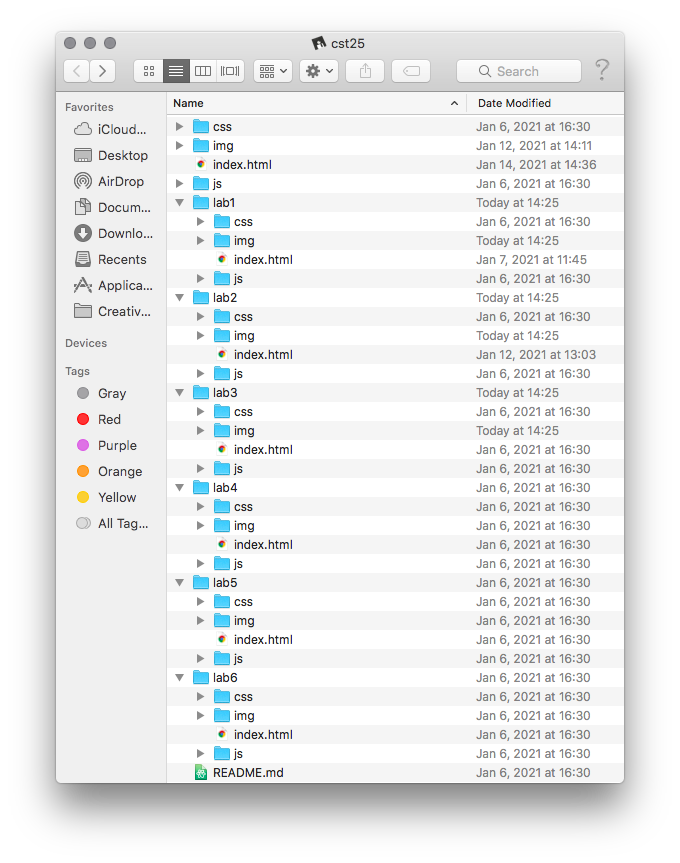 cst25
Search
?
Favorites
iCloud...
Desktop
AirDrop
Docum...
Downlo...
Recents
Applica...
Creativ...
Devices
Tags
Gray
Red
Purple
Orange
Yellow
All Tag...
Name Date Modified
css Jan 6, 2021 at 16:30
img Jan 12, 2021 at 14:11
index.html Jan 14, 2021 at 14:36
js Jan 6, 2021 at 16:30
lab1 Today at 14:25
css Jan 6, 2021 at 16:30
img Today at 14:25
index.html Jan 7, 2021 at 11:45
js Jan 6, 2021 at 16:30
lab2 Today at 14:25
css Jan 6, 2021 at 16:30
img Today at 14:25
index.html Jan 12, 2021 at 13:03
js Jan 6, 2021 at 16:30
lab3 Today at 14:25
css Jan 6, 2021 at 16:30
img Today at 14:25
index.html Jan 6, 2021 at 16:30
js Jan 6, 2021 at 16:30
lab4 Jan 6, 2021 at 16:30
css Jan 6, 2021 at 16:30
img Jan 6, 2021 at 16:30
index.html Jan 6, 2021 at 16:30
js Jan 6, 2021 at 16:30
lab5 Jan 6, 2021 at 16:30
css Jan 6, 2021 at 16:30
img Jan 6, 2021 at 16:30
index.html Jan 6, 2021 at 16:30
js Jan 6, 2021 at 16:30
lab6 Jan 6, 2021 at 16:30
css Jan 6, 2021 at 16:30
img Jan 6, 2021 at 16:30
index.html Jan 6, 2021 at 16:30
js Jan 6, 2021 at 16:30
README.md Jan 6, 2021 at 16:30